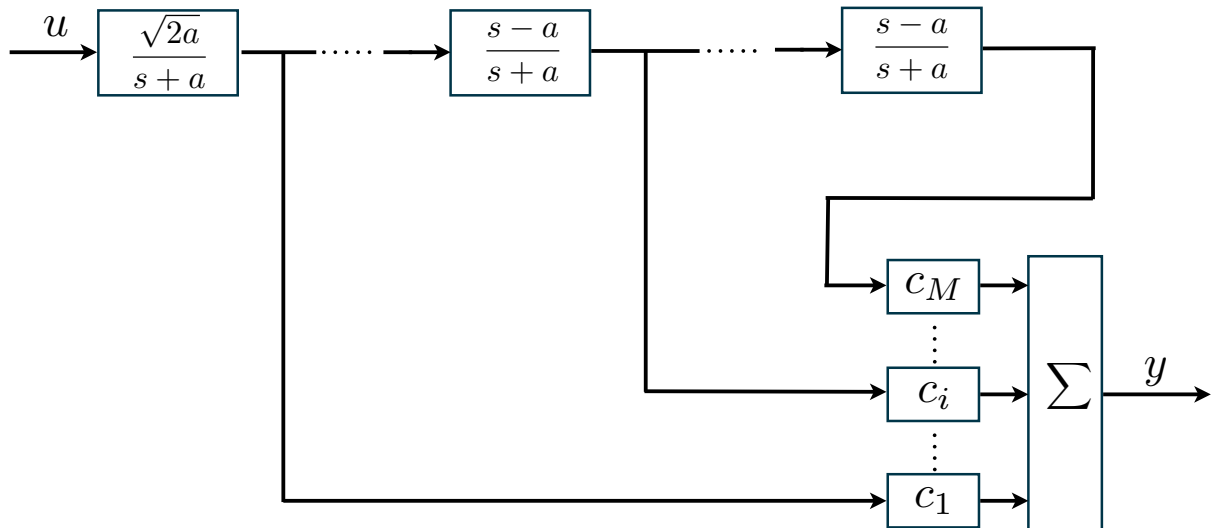 u
√2a / s + a
......
s − a / s + a
......
s − a / s + a
c_M
c_i
c_1
∑
y